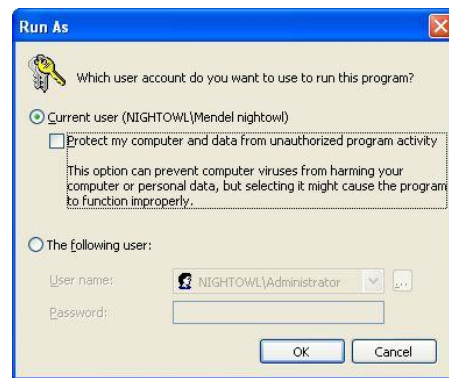 Run As
Which user account do you want to use to run this program?
Current user (NIGHTOWL\Mendel nightowl)
Protect my computer and data from unauthorized program activity
This option can prevent computer viruses from harming your
computer or personal data, but selecting it might cause the program
to function improperly.
The following user:
User name:
NIGHTOWL\Administrator
...
Password:
OK
Cancel